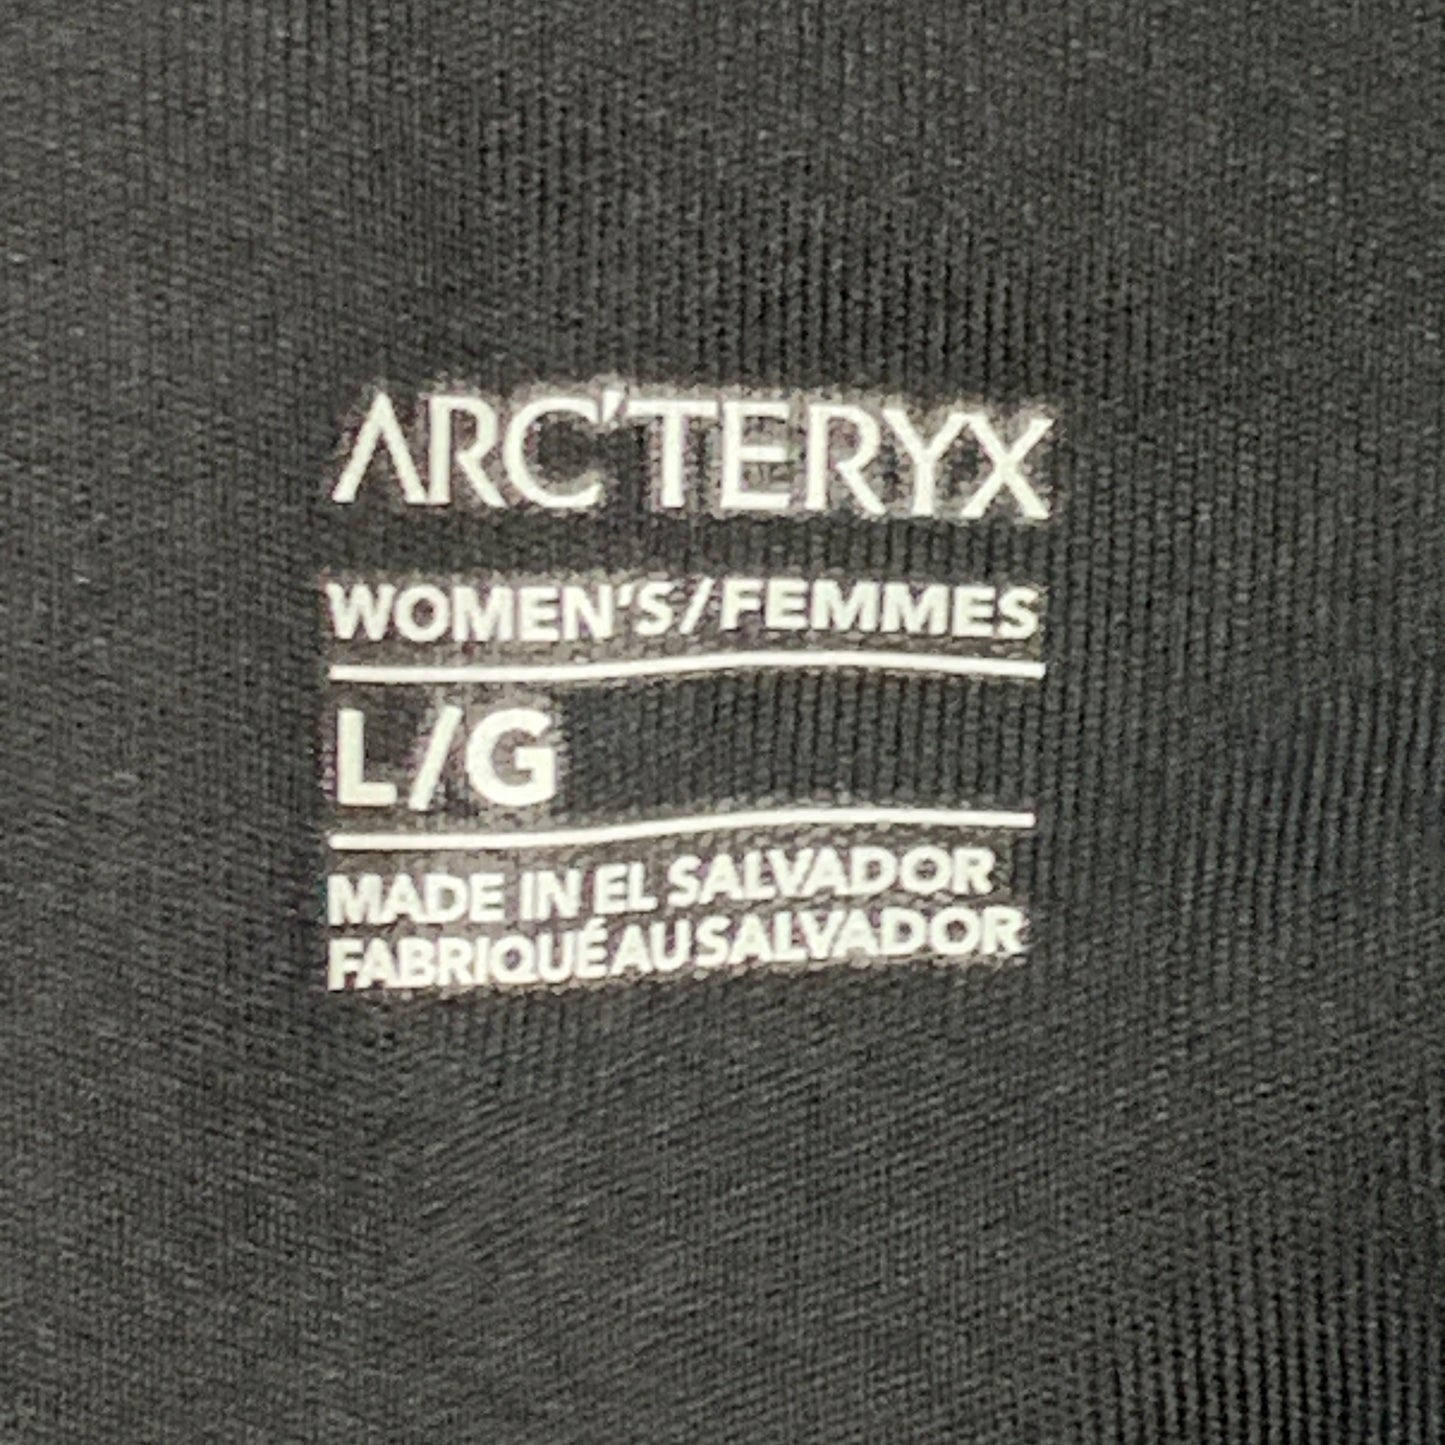 ARC'TERYX
WOMEN'S/FEMMES
L/G
MADE IN EL SALVADOR
FABRIQUÉ AU SALVADOR